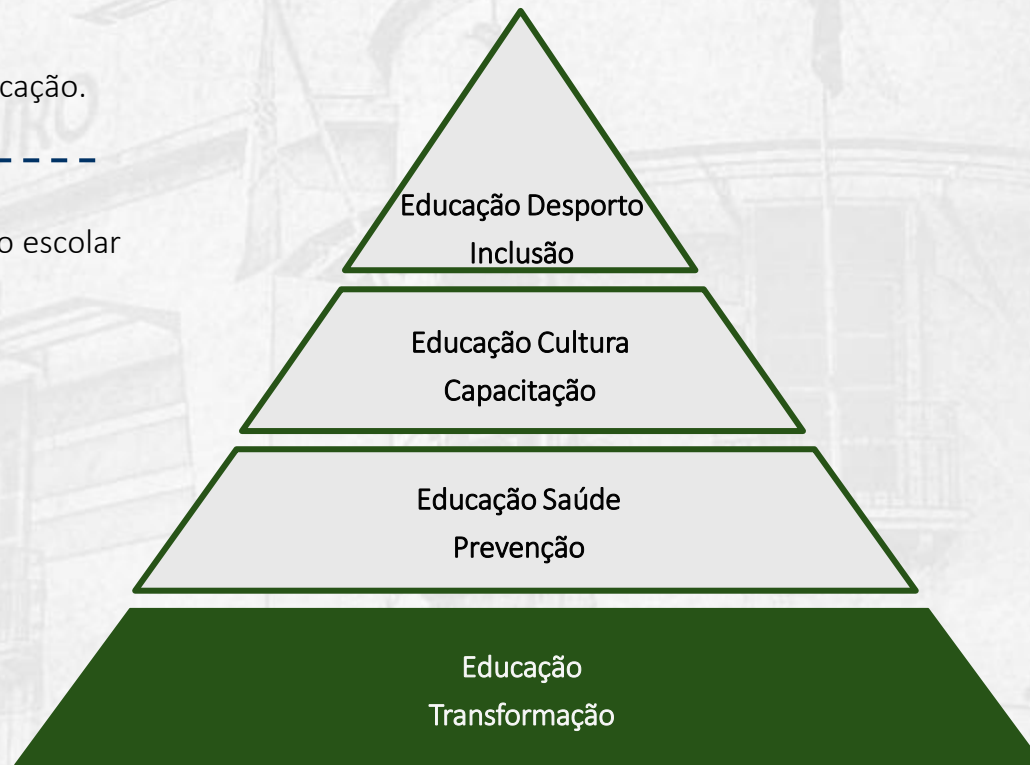 cação.
o escolar
Educação Desporto
Inclusão
Educação Cultura
Capacitação
Educação Saúde
Prevenção
Educação
Transformação